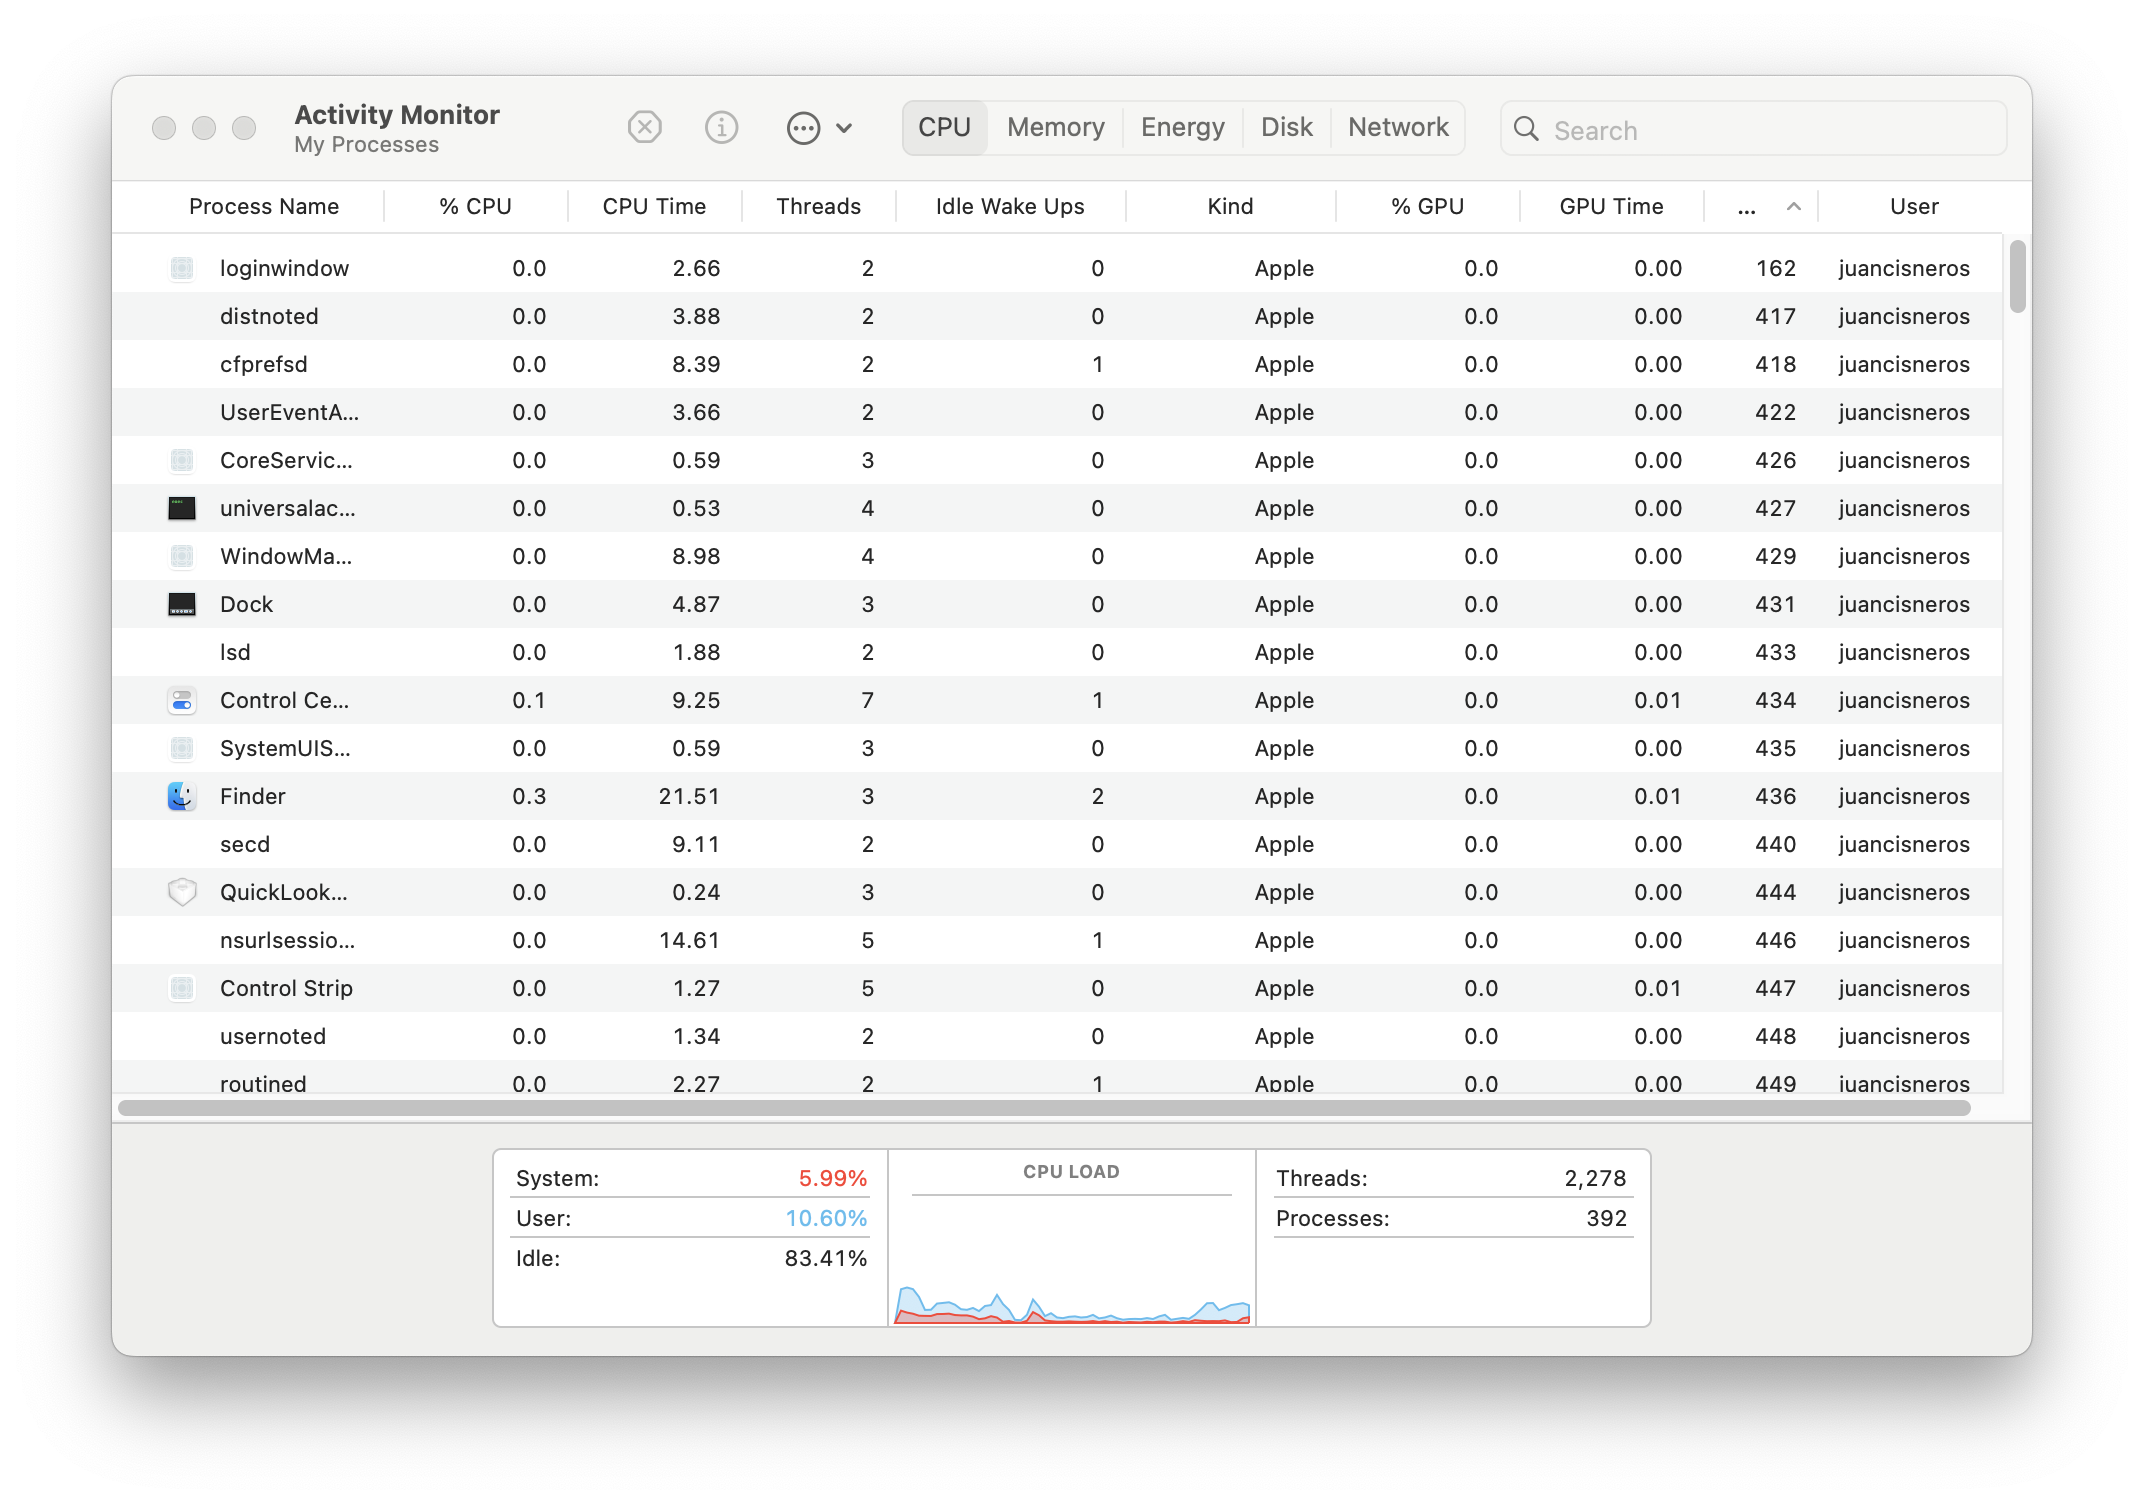 Activity Monitor
My Processes
CPU Memory Energy Disk Network Search
Process Name % CPU CPU Time Threads Idle Wake Ups Kind % GPU GPU Time ... User
loginwindow 0.0 2.66 2 0 Apple 0.0 0.00 162 juancisneros
distnoted 0.0 3.88 2 0 Apple 0.0 0.00 417 juancisneros
cfprefsd 0.0 8.39 2 1 Apple 0.0 0.00 418 juancisneros
UserEventA... 0.0 3.66 2 0 Apple 0.0 0.00 422 juancisneros
CoreServic... 0.0 0.59 3 0 Apple 0.0 0.00 426 juancisneros
universalac... 0.0 0.53 4 0 Apple 0.0 0.00 427 juancisneros
WindowMa... 0.0 8.98 4 0 Apple 0.0 0.00 429 juancisneros
Dock 0.0 4.87 3 0 Apple 0.0 0.00 431 juancisneros
lsd 0.0 1.88 2 0 Apple 0.0 0.00 433 juancisneros
Control Ce... 0.1 9.25 7 1 Apple 0.0 0.01 434 juancisneros
SystemUIS... 0.0 0.59 3 0 Apple 0.0 0.00 435 juancisneros
Finder 0.3 21.51 3 2 Apple 0.0 0.01 436 juancisneros
secd 0.0 9.11 2 0 Apple 0.0 0.00 440 juancisneros
QuickLook... 0.0 0.24 3 0 Apple 0.0 0.00 444 juancisneros
nsurlsessio... 0.0 14.61 5 1 Apple 0.0 0.00 446 juancisneros
Control Strip 0.0 1.27 5 0 Apple 0.0 0.01 447 juancisneros
usernoted 0.0 1.34 2 0 Apple 0.0 0.00 448 juancisneros
routined 0.0 2.27 2 1 Apple 0.0 0.00 449 juancisneros
System: 5.99% CPU LOAD Threads: 2,278
User: 10.60% Processes: 392
Idle: 83.41%